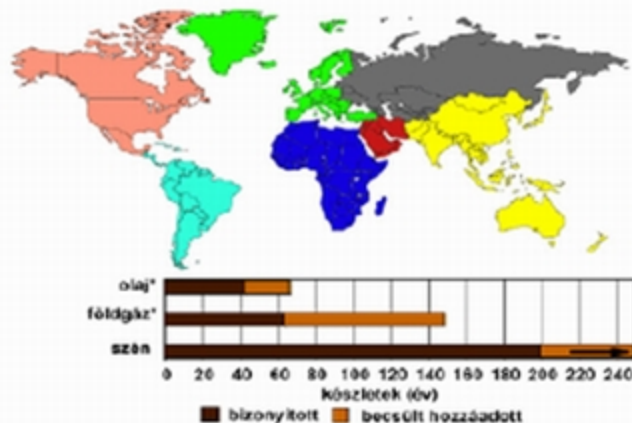 olaj*
földgáz*
szén
0 20 40 60 80 100 120 140 160 180 200 220 240
készletek (év)
bizonyított becsült hozzáadott